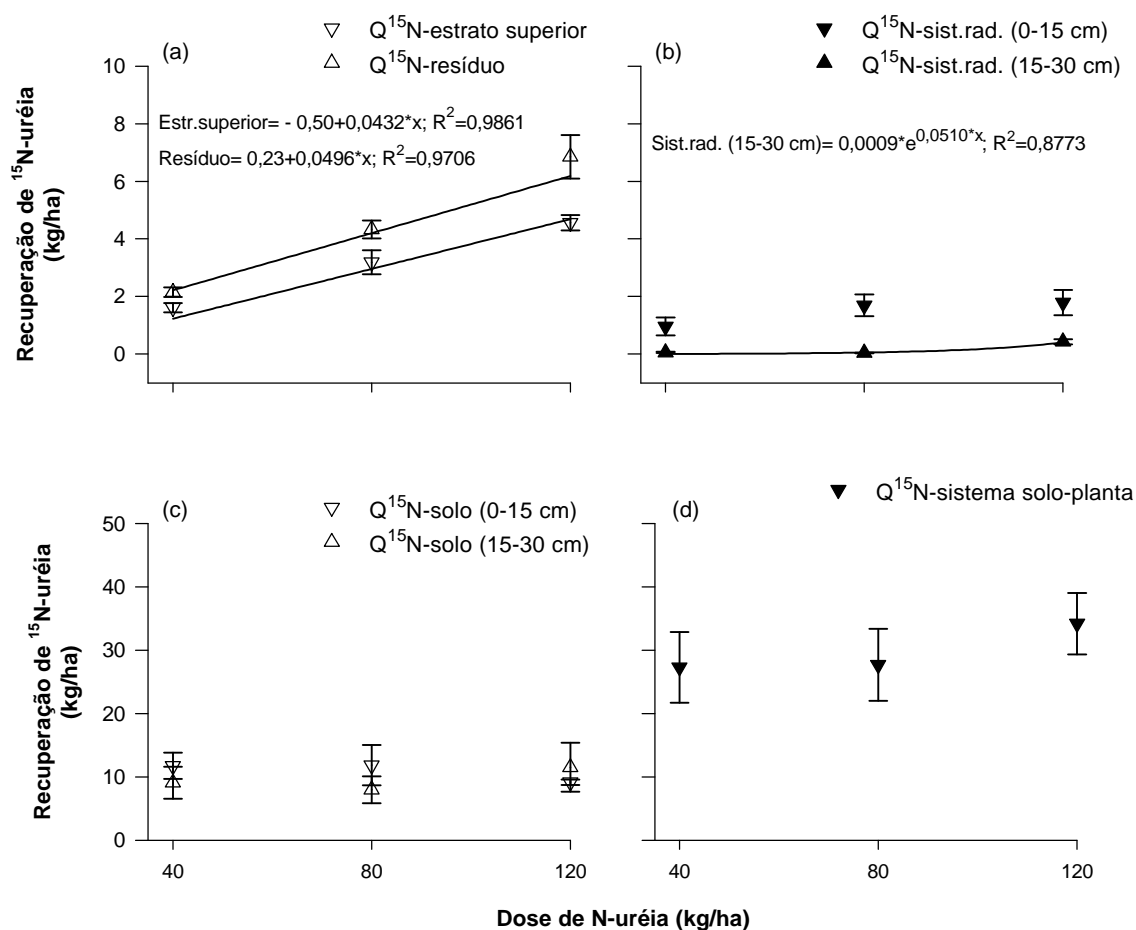 (a)
Q15N-estrato superior
Q15N-resíduo
Estr.superior= - 0,50+0,0432*x; R2=0,9861
Resíduo= 0,23+0,0496*x; R2=0,9706
10
8
6
4
2
0
Recuperação de 15N-uréia
(kg/ha)
(b)
Q15N-sist.rad. (0-15 cm)
Q15N-sist.rad. (15-30 cm)
Sist.rad. (15-30 cm)= 0,0009*e0,0510*x; R2=0,8773
(c)
Q15N-solo (0-15 cm)
Q15N-solo (15-30 cm)
50
40
30
20
10
0
Recuperação de 15N-uréia
(kg/ha)
40 80 120
(d)
Q15N-sistema solo-planta
40 80 120
Dose de N-uréia (kg/ha)